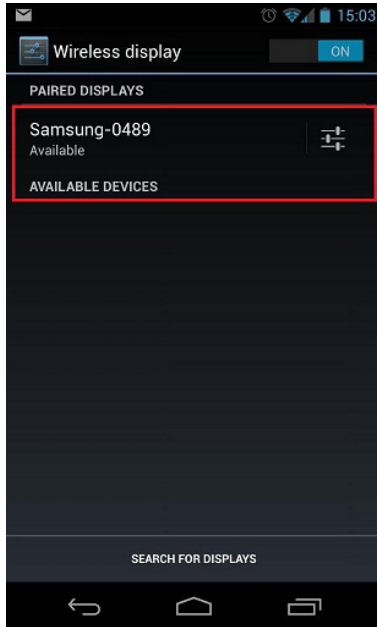 15:03
Wireless display
ON
PAIRED DISPLAYS
Samsung-0489
Available
AVAILABLE DEVICES
SEARCH FOR DISPLAYS